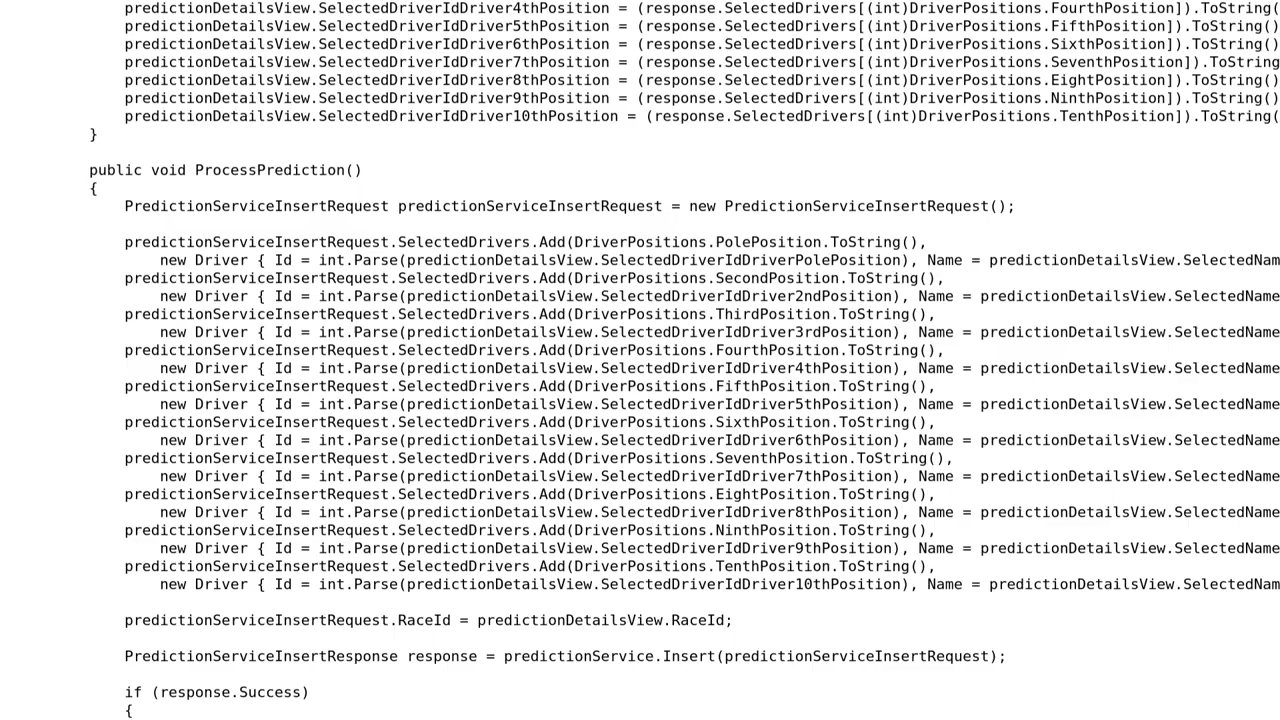 predictionDetailsView.SelectedDriverIdDriver4thPosition = (response.SelectedDrivers[(int)DriverPositions.FourthPosition]).ToString(
predictionDetailsView.SelectedDriverIdDriver5thPosition = (response.SelectedDrivers[(int)DriverPositions.FifthPosition]).ToString()
predictionDetailsView.SelectedDriverIdDriver6thPosition = (response.SelectedDrivers[(int)DriverPositions.SixthPosition]).ToString()
predictionDetailsView.SelectedDriverIdDriver7thPosition = (response.SelectedDrivers[(int)DriverPositions.SeventhPosition]).ToString
predictionDetailsView.SelectedDriverIdDriver8thPosition = (response.SelectedDrivers[(int)DriverPositions.EightPosition]).ToString()
predictionDetailsView.SelectedDriverIdDriver9thPosition = (response.SelectedDrivers[(int)DriverPositions.NinthPosition]).ToString()
predictionDetailsView.SelectedDriverIdDriver10thPosition = (response.SelectedDrivers[(int)DriverPositions.TenthPosition]).ToString(
}
public void ProcessPrediction()
{
PredictionServiceInsertRequest predictionServiceInsertRequest = new PredictionServiceInsertRequest();
predictionServiceInsertRequest.SelectedDrivers.Add(DriverPositions.PolePosition.ToString(),
new Driver { Id = int.Parse(predictionDetailsView.SelectedDriverIdDriverPolePosition), Name = predictionDetailsView.SelectedNam
predictionServiceInsertRequest.SelectedDrivers.Add(DriverPositions.SecondPosition.ToString(),
new Driver { Id = int.Parse(predictionDetailsView.SelectedDriverIdDriver2ndPosition), Name = predictionDetailsView.SelectedName
predictionServiceInsertRequest.SelectedDrivers.Add(DriverPositions.ThirdPosition.ToString(),
new Driver { Id = int.Parse(predictionDetailsView.SelectedDriverIdDriver3rdPosition), Name = predictionDetailsView.SelectedName
predictionServiceInsertRequest.SelectedDrivers.Add(DriverPositions.FourthPosition.ToString(),
new Driver { Id = int.Parse(predictionDetailsView.SelectedDriverIdDriver4thPosition), Name = predictionDetailsView.SelectedName
predictionServiceInsertRequest.SelectedDrivers.Add(DriverPositions.FifthPosition.ToString(),
new Driver { Id = int.Parse(predictionDetailsView.SelectedDriverIdDriver5thPosition), Name = predictionDetailsView.SelectedName
predictionServiceInsertRequest.SelectedDrivers.Add(DriverPositions.SixthPosition.ToString(),
new Driver { Id = int.Parse(predictionDetailsView.SelectedDriverIdDriver6thPosition), Name = predictionDetailsView.SelectedName
predictionServiceInsertRequest.SelectedDrivers.Add(DriverPositions.SeventhPosition.ToString(),
new Driver { Id = int.Parse(predictionDetailsView.SelectedDriverIdDriver7thPosition), Name = predictionDetailsView.SelectedName
predictionServiceInsertRequest.SelectedDrivers.Add(DriverPositions.EightPosition.ToString(),
new Driver { Id = int.Parse(predictionDetailsView.SelectedDriverIdDriver8thPosition), Name = predictionDetailsView.SelectedName
predictionServiceInsertRequest.SelectedDrivers.Add(DriverPositions.NinthPosition.ToString(),
new Driver { Id = int.Parse(predictionDetailsView.SelectedDriverIdDriver9thPosition), Name = predictionDetailsView.SelectedName
predictionServiceInsertRequest.SelectedDrivers.Add(DriverPositions.TenthPosition.ToString(),
new Driver { Id = int.Parse(predictionDetailsView.SelectedDriverIdDriver10thPosition), Name = predictionDetailsView.SelectedNam
predictionServiceInsertRequest.RaceId = predictionDetailsView.RaceId;
PredictionServiceInsertResponse response = predictionService.Insert(predictionServiceInsertRequest);
if (response.Success)
{